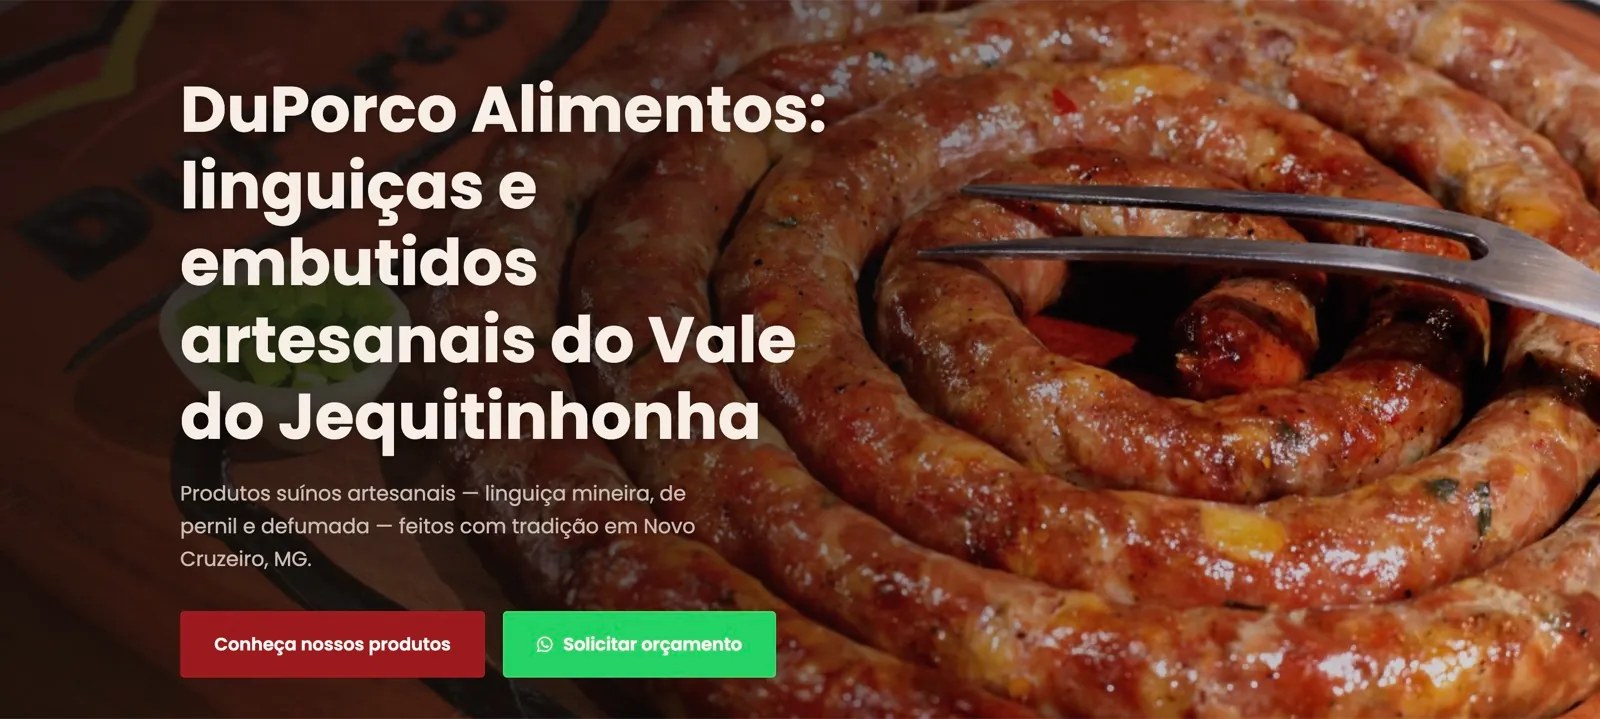 DuPorco Alimentos:
linguiças e
embutidos
artesanais do Vale
do Jequitinhonha
Produtos suínos artesanais — linguiça mineira, de
pernil e defumada — feitos com tradição em Novo
Cruzeiro, MG.
Conheça nossos produtos
Solicitar orçamento